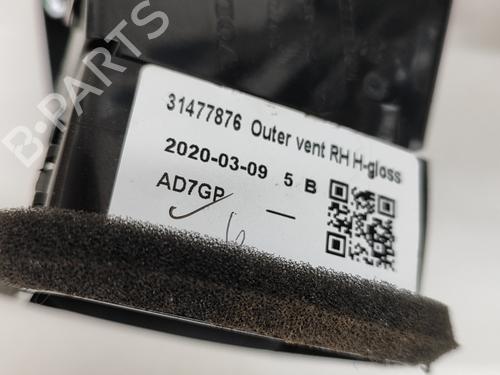 B-PARTS
31477876 Outer vent RH H-gloss
2020-03-09 5 B
AD7GP —